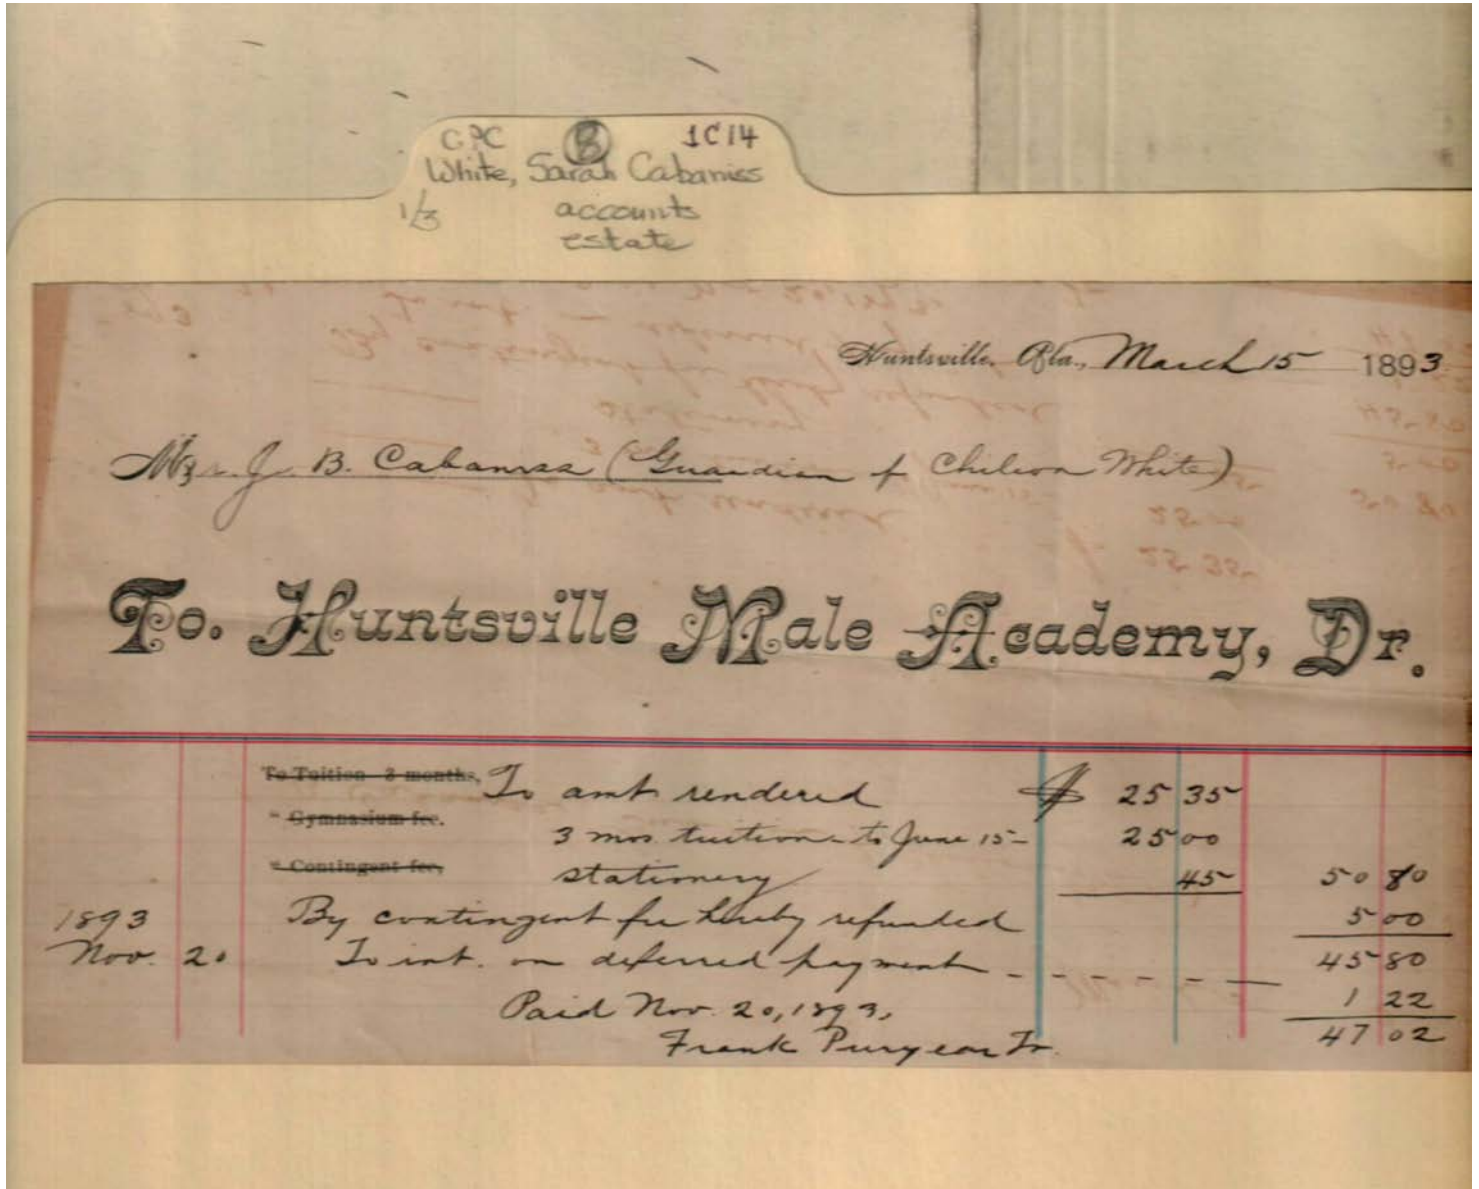 CPC B 1C14
White, Sarah Cabaniss
1/3 accounts
estate
Huntsville, Ala., March 15 1893
Mr. J. B. Cabaniss (Guardian of Chileon White)
To. Huntsville Male Academy, Dr.
To Tuition 3 months, To amt rendered $ 25 35
" Gymnasium fee. 3 mos. tuition - to June 15- 25 00
" Contingent fee, stationery 45 50 80
1893 By contingent fee hereby refunded 5 00
Nov. 20 To int. on deferred payment - - - - - - 45 80
1 22
Paid Nov. 20, 1893, 47 02
Frank Puryear Tr.